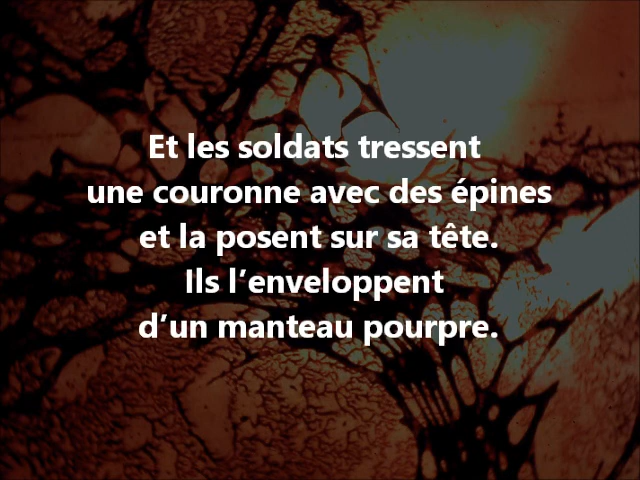 Et les soldats tressent
une couronne avec des épines
et la posent sur sa tête.
Ils l’enveloppent
d’un manteau pourpre.